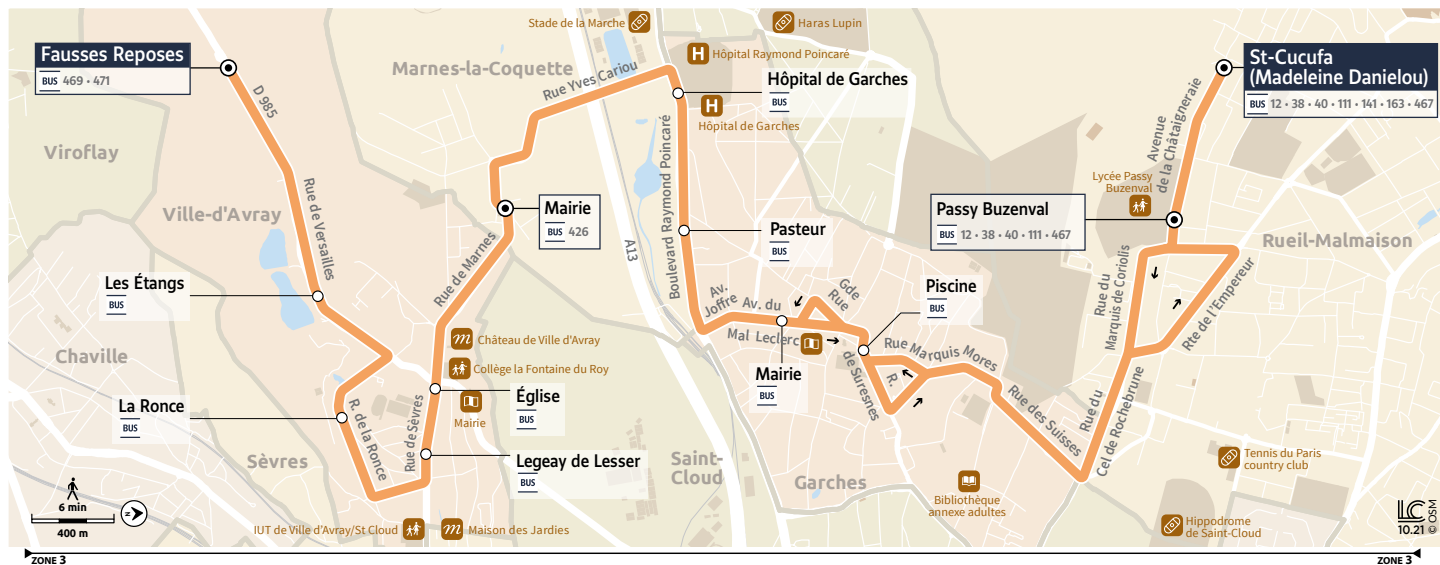 Stade de la Marche
Haras Lupin
Fausses Reposes
BUS 469 • 471
D 985
Marnes-la-Coquette
Rue Yves Cariou
H
Hôpital Raymond Poincaré
Hôpital de Garches
BUS
H
Hôpital de Garches
St-Cucufa
(Madeleine Danielou)
BUS 12 • 38 • 40 • 111 • 141 • 163 • 467
Avenue
de la Châtaigneraie
Viroflay
Ville-d'Avray
Rue de Versailles
Boulevard Raymond Poincaré
Lycée Passy
Buzenval
Mairie
BUS 426
Passy Buzenval
BUS 12 • 38 • 40 • 111 • 467
Rueil-Malmaison
Rue de Marnes
A13
Pasteur
BUS
Les Étangs
BUS
Av.
Joffre
Av. du
Mal Leclerc
Gde
Rue
Piscine
BUS
Rue du
Marquis de Coriolis
Rte de l'Empereur
Chaville
Château de Ville d'Avray
Collège la Fontaine du Roy
Mairie
BUS
R.
de Suresnes
Rue Marquis Mores
Rue des Suisses
Rue du
Cel de Rochebrune
La Ronce
BUS
R. de la Ronce
Rue de Sèvres
Église
BUS
Mairie
Legeay de Lesser
BUS
Sèvres
Saint-
Cloud
Garches
Tennis du Paris
country club
Bibliothèque
annexe adultes
6 min
400 m
N
IUT de Ville d'Avray/St Cloud
Maison des Jardies
Hippodrome
de Saint-Cloud
LC
10.21
© OSM
ZONE 3
ZONE 3